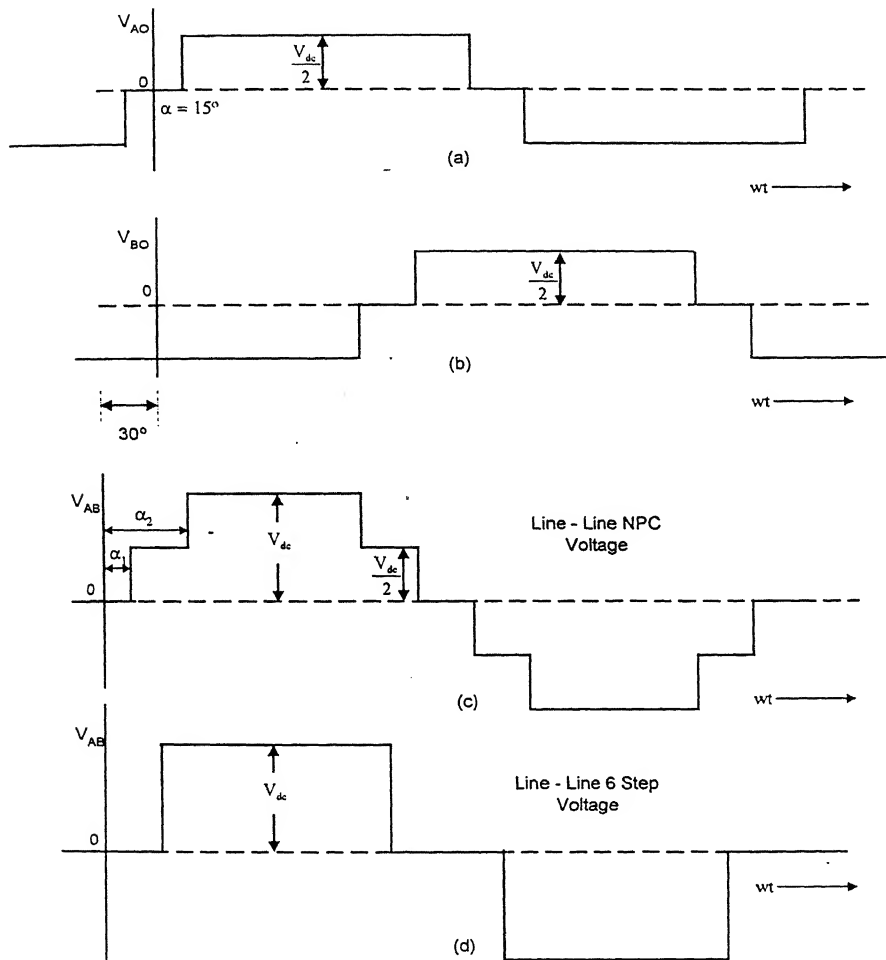 V_AO
V_dc
2
0
α = 15°
(a)
wt
V_BO
V_dc
2
0
(b)
wt
30°
V_AB
α_2
α_1
V_dc
V_dc
2
Line - Line NPC
Voltage
0
wt
(c)
V_AB
V_dc
Line - Line 6 Step
Voltage
0
wt
(d)